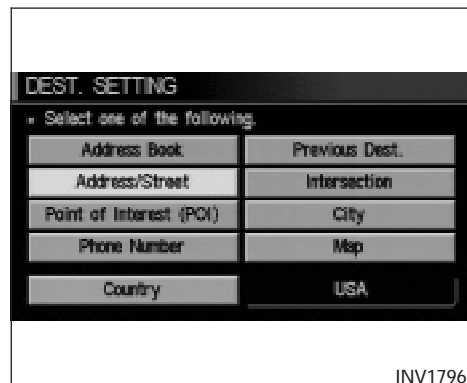 DEST. SETTING
Select one of the following.
Address Book Previous Dest.
Address/Street Intersection
Point of Interest (POI) City
Phone Number Map
Country USA
INV1796